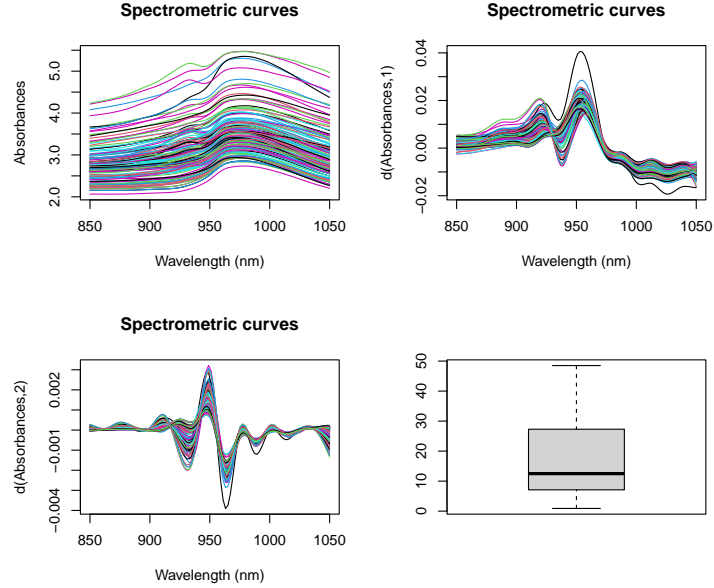 Spectrometric curves
Absorbances
5.0
4.0
3.0
2.0
850 900 950 1000 1050
Wavelength (nm)
Spectrometric curves
d(Absorbances,1)
0.04
0.02
0.00
−0.02
850 900 950 1000 1050
Wavelength (nm)
Spectrometric curves
d(Absorbances,2)
0.002
−0.001
−0.004
850 900 950 1000 1050
Wavelength (nm)
50
40
30
20
10
0